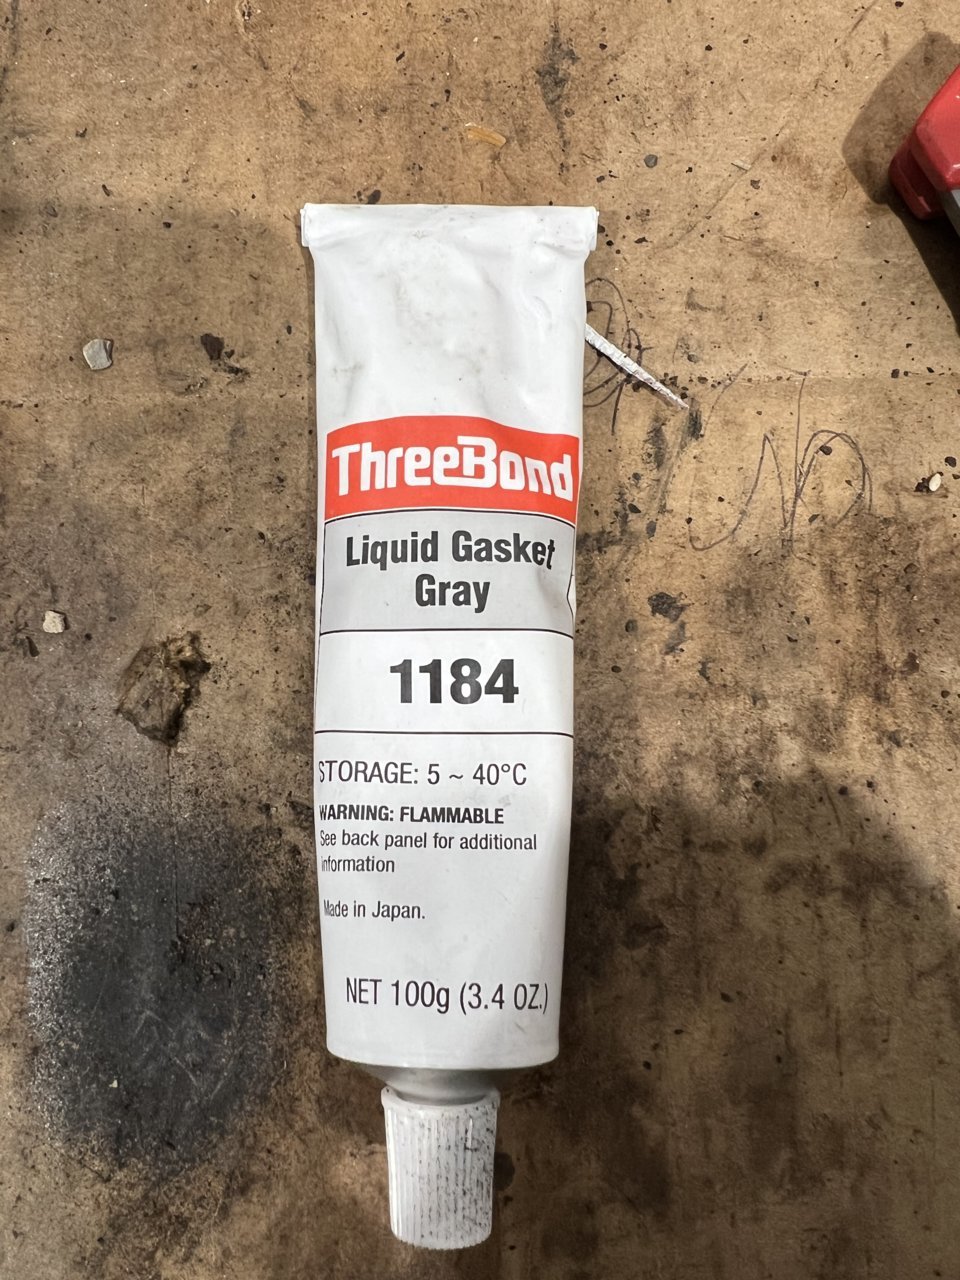 ThreeBond
Liquid Gasket
Gray
1184
STORAGE: 5 ~ 40°C
WARNING: FLAMMABLE
See back panel for additional
information
Made in Japan.
NET 100g (3.4 OZ.)